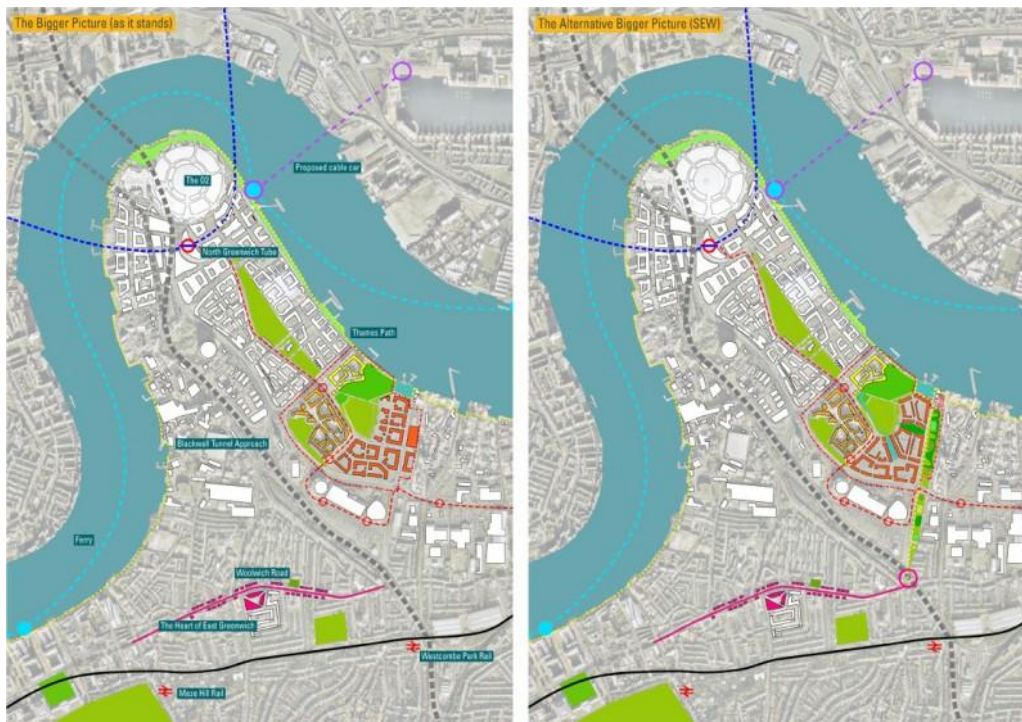 The Bigger Picture (as it stands)
The O2
Proposed cable car
North Greenwich Tube
Thames Path
Blackwall Tunnel Approach
Ferry
Woolwich Road
The Heart of East Greenwich
Westcombe Park Rail
Maze Hill Rail
The Alternative Bigger Picture (SEW)